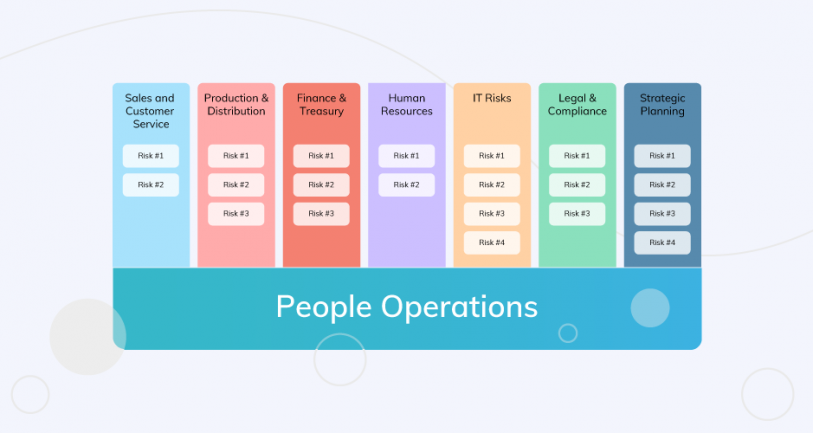 Sales and
Customer
Service
Risk #1
Risk #2
Production &
Distribution
Risk #1
Risk #2
Risk #3
Finance &
Treasury
Risk #1
Risk #2
Risk #3
Human
Resources
Risk #1
Risk #2
IT Risks
Risk #1
Risk #2
Risk #3
Risk #4
Legal &
Compliance
Risk #1
Risk #2
Risk #3
Strategic
Planning
Risk #1
Risk #2
Risk #3
Risk #4
People Operations